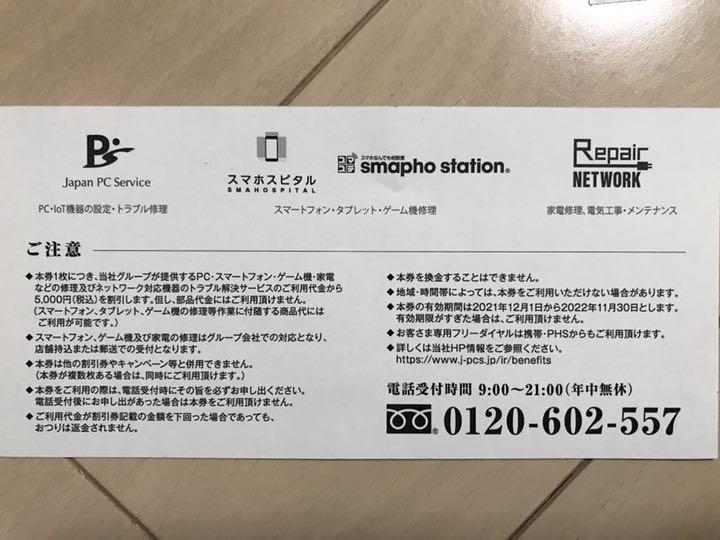 Japan PC Service
PC・IoT機器の設定・トラブル修理
スマホスピタル
SMAHOSPITAL
スマホなんでも相談室
スマ
ステ
smapho station®
スマートフォン・タブレット・ゲーム機修理
Repair
NETWORK
家電修理、電気工事・メンテナンス
ご注意
◆本券1枚につき、当社グループが提供するPC・スマートフォン・ゲーム機・家電
などの修理及びネットワーク対応機器のトラブル解決サービスのご利用代金から
5,000円(税込)を割引します。但し、部品代金にはご利用頂けません。
(スマートフォン、タブレット、ゲーム機の修理等作業に付随する商品代には
ご利用が可能です。)
◆スマートフォン、ゲーム機及び家電の修理はグループ会社での対応となり、
店舗持込または郵送での受付となります。
◆本券は他の割引券やキャンペーン等と併用できません。
(本券が複数枚ある場合は、同時にご利用頂けます。)
◆本券をご利用の際は、電話受付時にその旨を必ずお申し出ください。
電話受付後にお申し出があった場合は本券をご利用頂けません。
◆ご利用代金が割引券記載の金額を下回った場合であっても、
おつりは返金されません。
◆本券を換金することはできません。
◆地域・時間帯によっては、本券をご利用いただけない場合があります。
◆本券の有効期間は2021年12月1日から2022年11月30日とします。
有効期限がすぎた場合は、ご利用頂けません。
◆お客さま専用フリーダイヤルは携帯・PHSからもご利用頂けます。
◆詳しくは当社HP情報をご参照ください。
https://www.j-pcs.jp/ir/benefits
電話受付時間 9:00〜21:00(年中無休)
0120-602-557